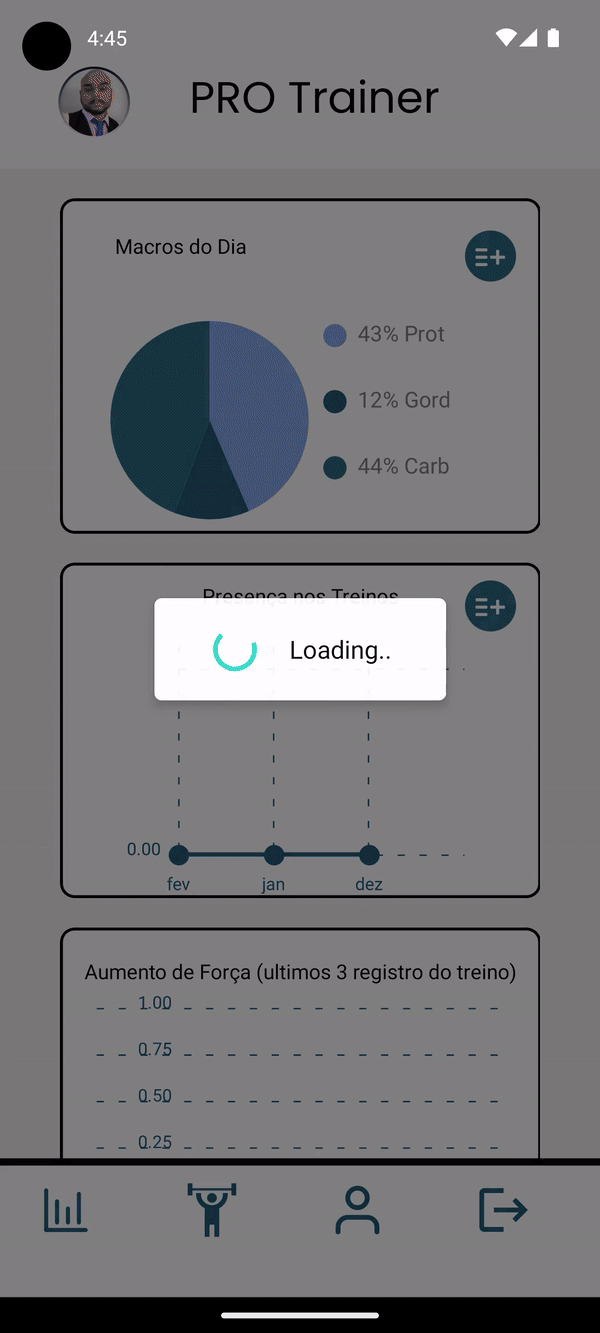 4:45
PRO Trainer
Macros do Dia
43% Prot
12% Gord
44% Carb
Presença nos Treinos
Loading..
0.00
fev jan dez
Aumento de Força (ultimos 3 registro do treino)
1.00
0.75
0.50
0.25